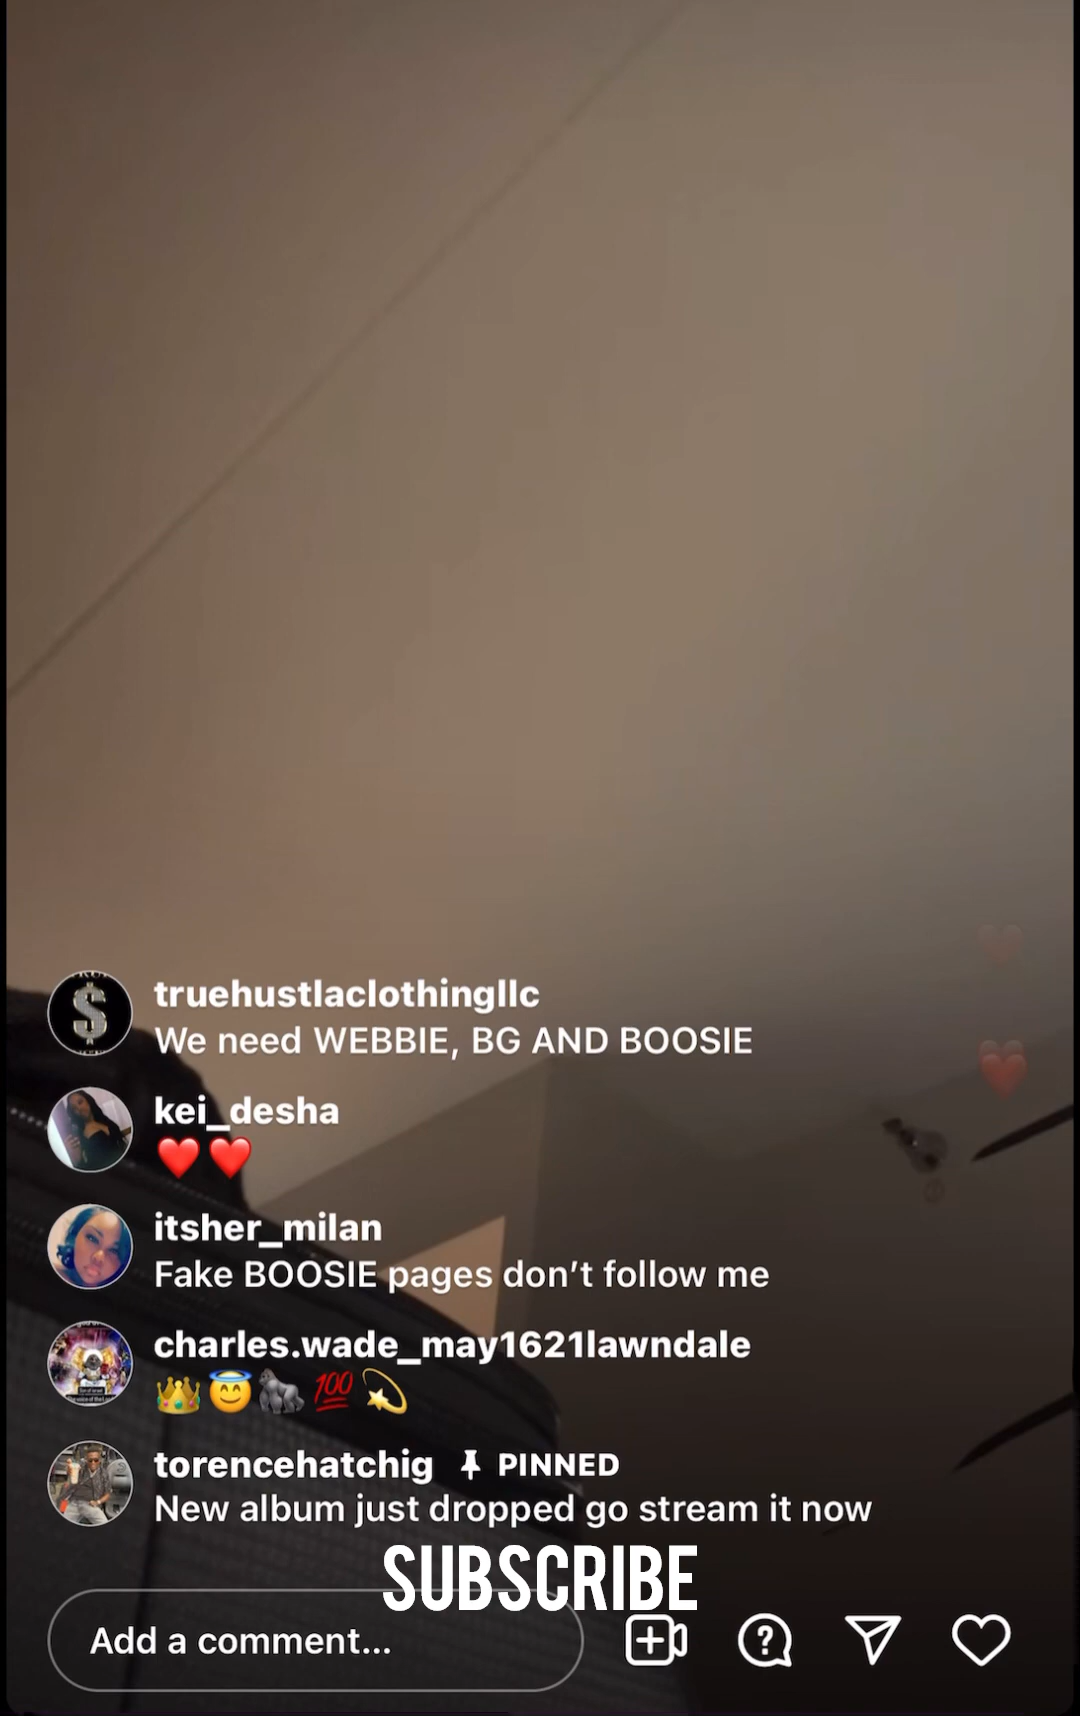 truehustlaclothingllc
We need WEBBIE, BG AND BOOSIE
kei_desha
❤️❤️
itsher_milan
Fake BOOSIE pages don’t follow me
charles.wade_may1621lawndale
👑😇🦍💯💫
torencehatchig PINNED
New album just dropped go stream it now
SUBSCRIBE
Add a comment...